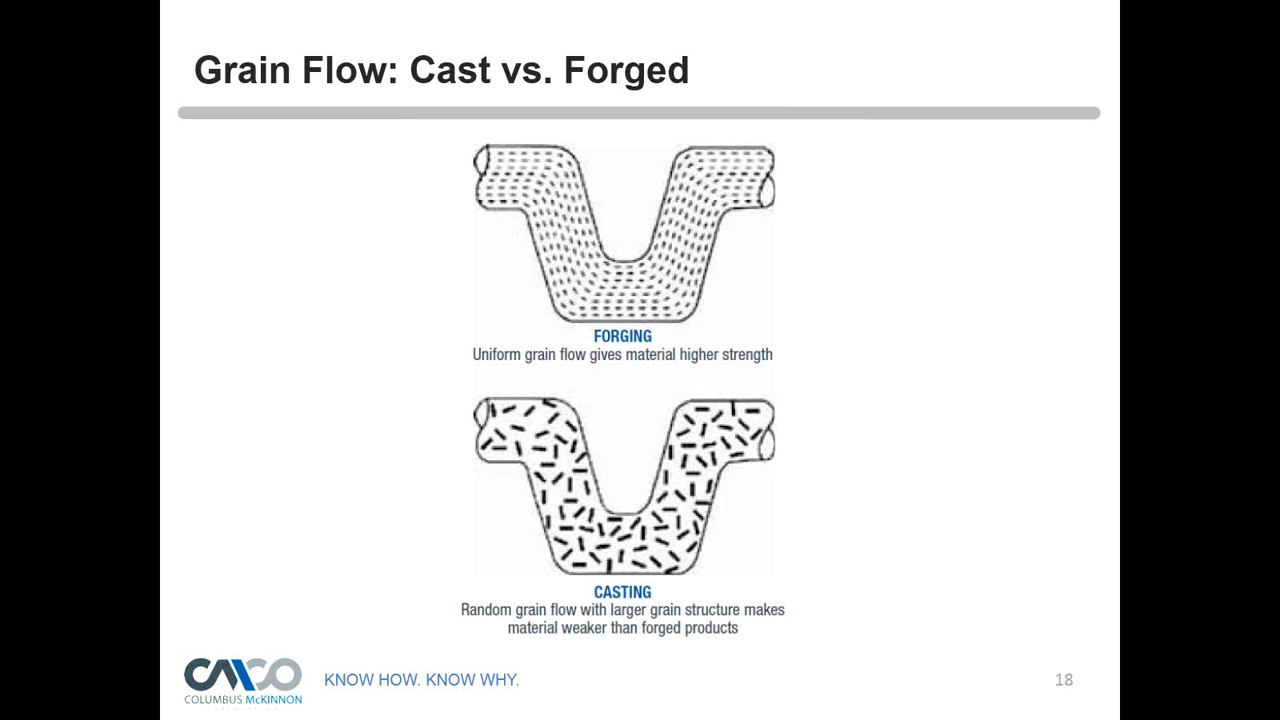 Grain Flow: Cast vs. Forged
FORGING
Uniform grain flow gives material higher strength
CASTING
Random grain flow with larger grain structure makes
material weaker than forged products
CMCO
COLUMBUS McKINNON
KNOW HOW. KNOW WHY.
18